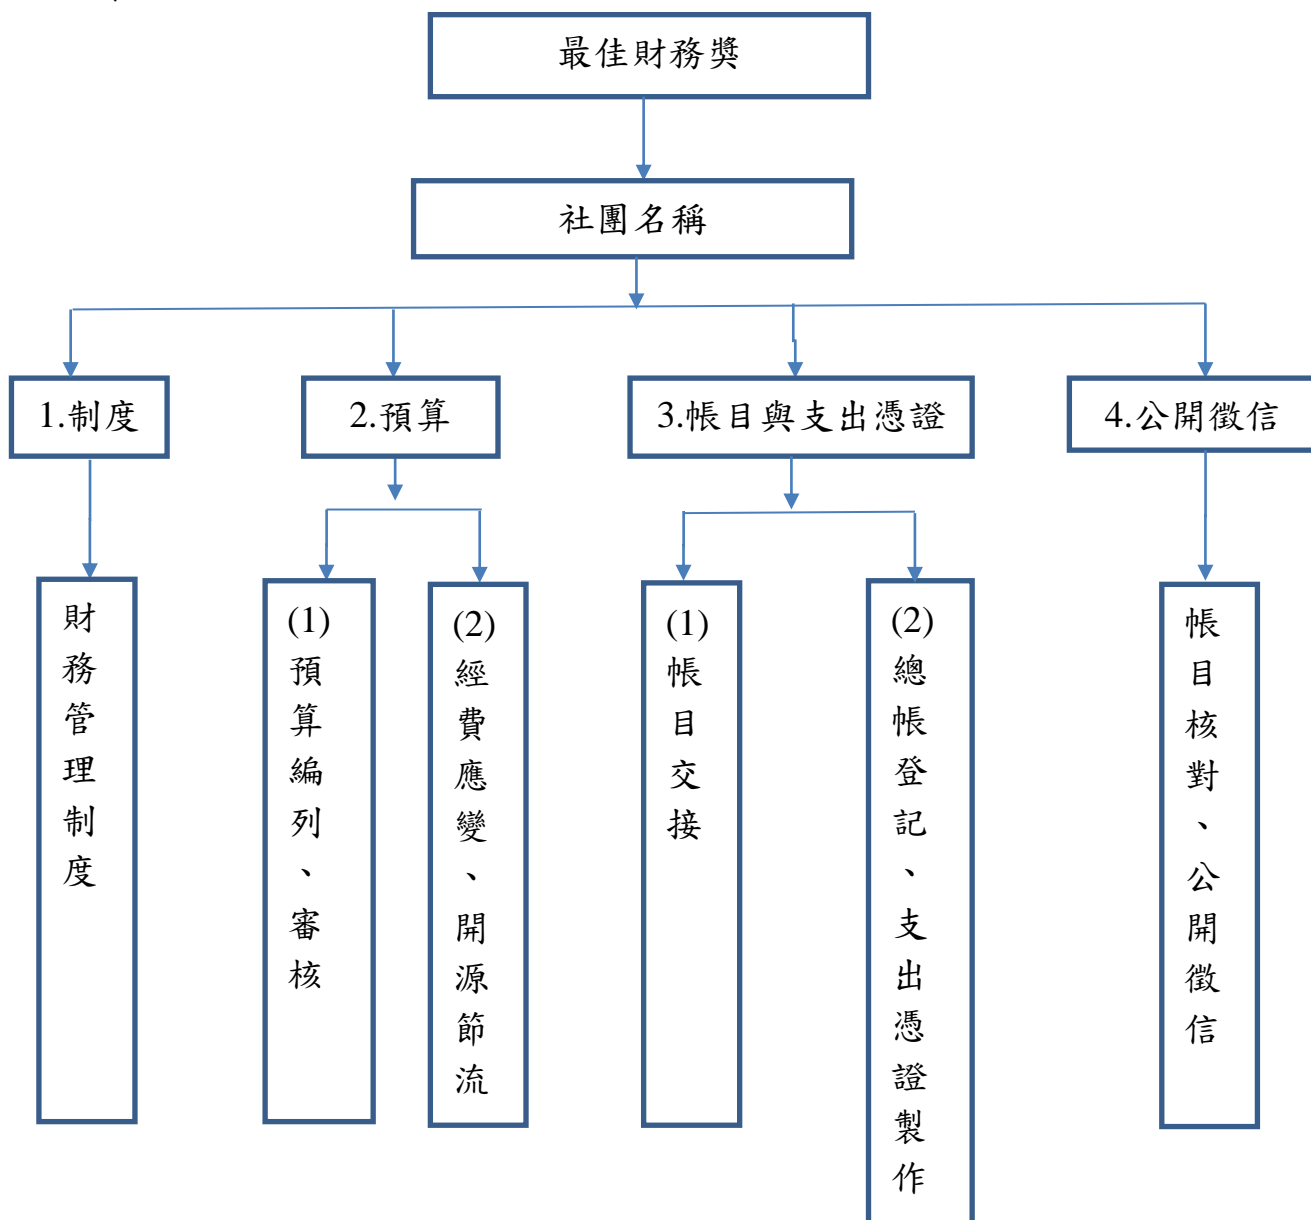 最佳財務獎
社團名稱
1.制度
2.預算
3.帳目與支出憑證
4.公開徵信
財務管理制度
(1)預算編列、審核
(2)經費應變、開源節流
(1)帳目交接
(2)總帳登記、支出憑證製作
帳目核對、公開徵信